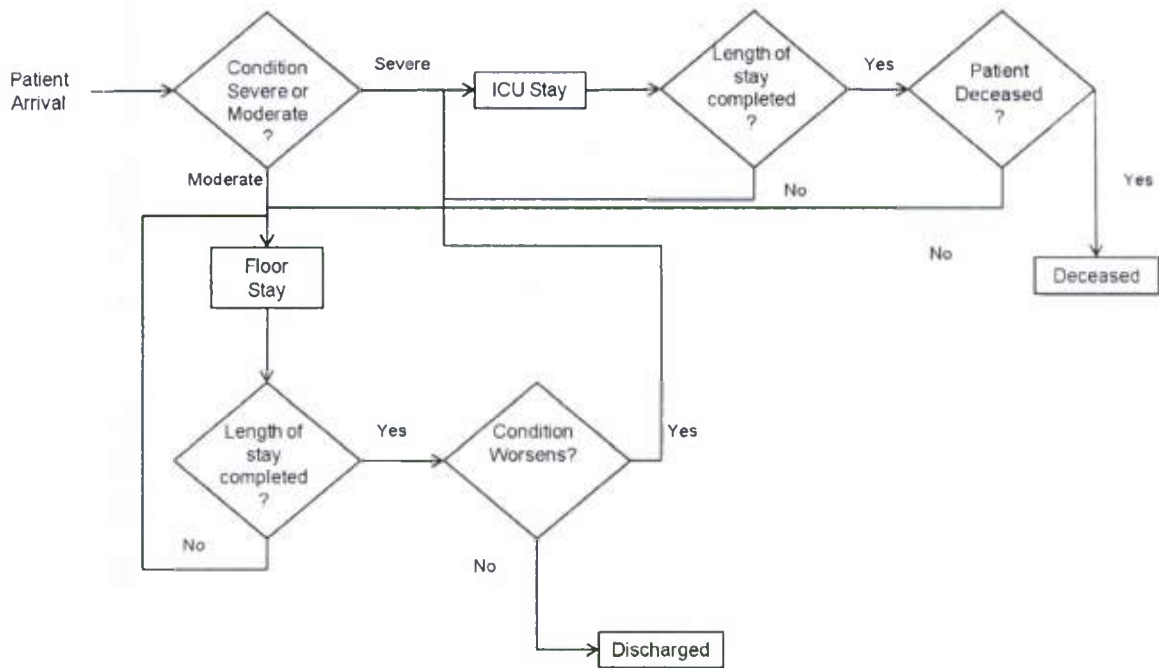 Patient
Arrival
Condition
Severe or
Moderate
?
Severe
ICU Stay
Length of
stay
completed
?
Yes
Patient
Deceased
?
Yes
No
No
Moderate
Floor
Stay
Deceased
Length of
stay
completed
?
Yes
Condition
Worsens?
Yes
No
No
Discharged